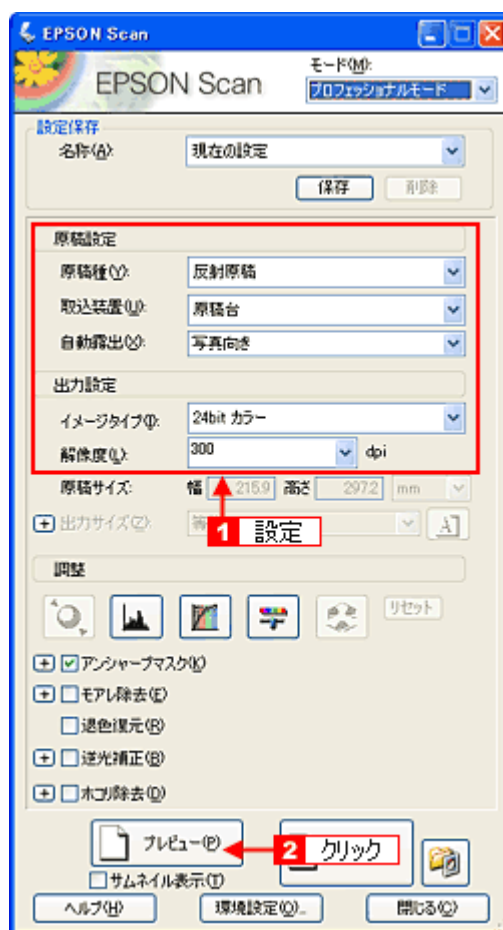 EPSON Scan
EPSON Scan
モード(M):
プロフェッショナルモード
設定保存
名称(A): 現在の設定
保存 削除
原稿設定
原稿種(Y): 反射原稿
取込装置(U): 原稿台
自動露出(X): 写真向き
出力設定
イメージタイプ(I): 24bit カラー
解像度(L): 300 dpi
原稿サイズ: 幅 215.9 高さ 297.2 mm
出力サイズ(Z):
1 設定
調整
リセット
アンシャープマスク(K)
モアレ除去(E)
退色復元(R)
逆光補正(B)
ホコリ除去(D)
プレビュー(P)
2 クリック
サムネイル表示(T)
ヘルプ(H) 環境設定(O)... 閉じる(C)